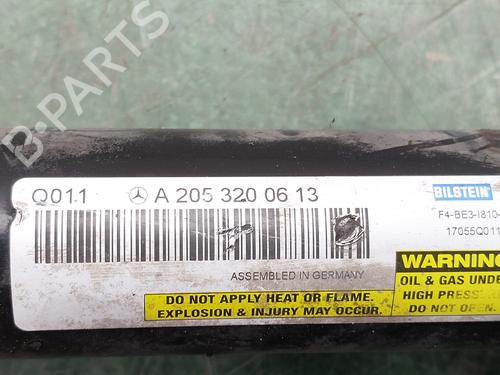 B-PARTS
Q011 A 205 320 06 13
BILSTEIN
F4-BE3-I810-
17055Q011
ASSEMBLED IN GERMANY
WARNING
OIL & GAS UNDE
HIGH PRESS
DO NOT OPEN.
DO NOT APPLY HEAT OR FLAME.
EXPLOSION & INJURY MAY OCCUR.